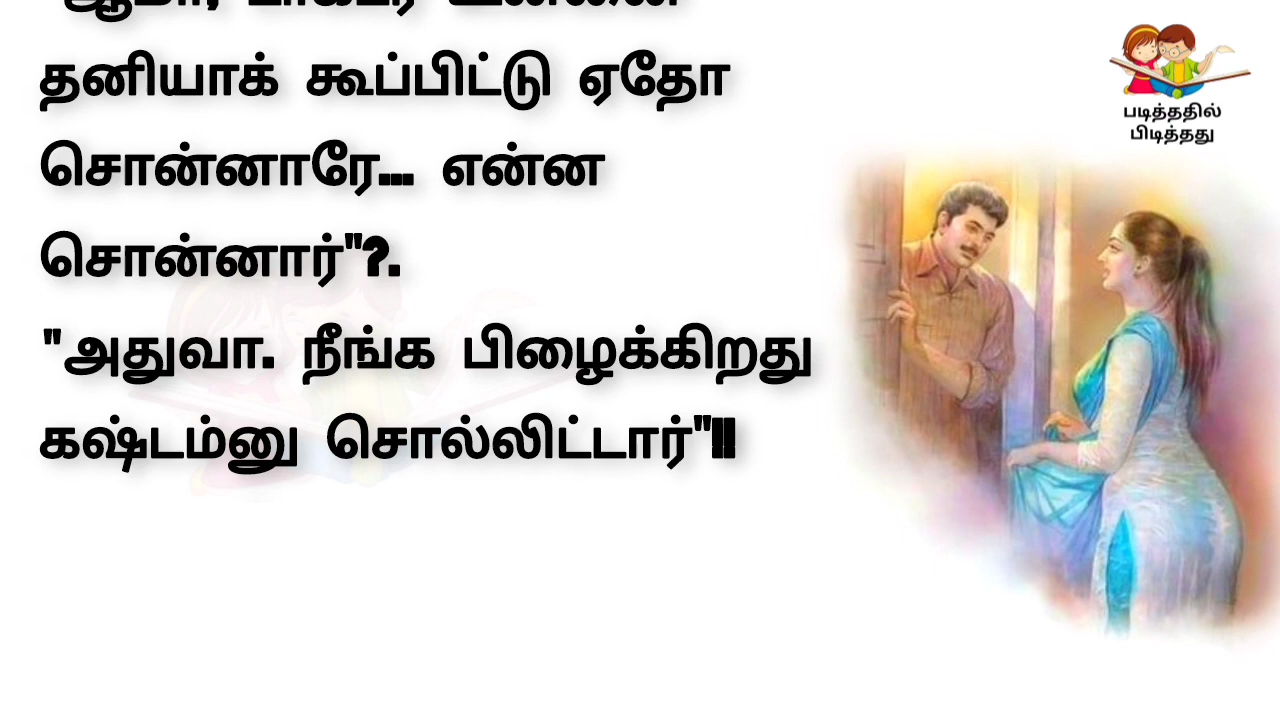 தனியாக் கூப்பிட்டு ஏதோ
சொன்னாரே... என்ன
சொன்னார்"?.
"அதுவா. நீங்க பிழைக்கிறது
கஷ்டம்னு சொல்லிட்டார்"!!
படித்ததில்
பிடித்தது